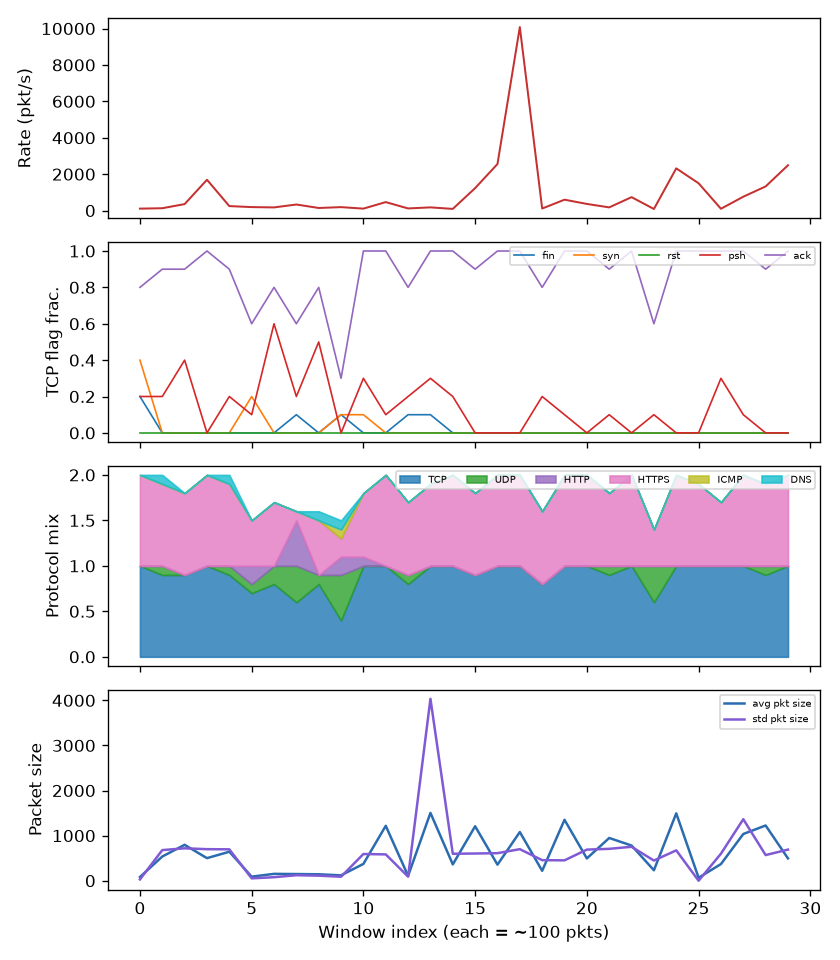 10000
8000
6000
4000
2000
0
Rate (pkt/s)
1.0
0.8
0.6
0.4
0.2
0.0
TCP flag frac.
fin syn rst psh ack
2.0
1.5
1.0
0.5
0.0
Protocol mix
TCP UDP HTTP HTTPS ICMP DNS
4000
3000
2000
1000
0
Packet size
avg pkt size
std pkt size
0 5 10 15 20 25 30
Window index (each = ~100 pkts)